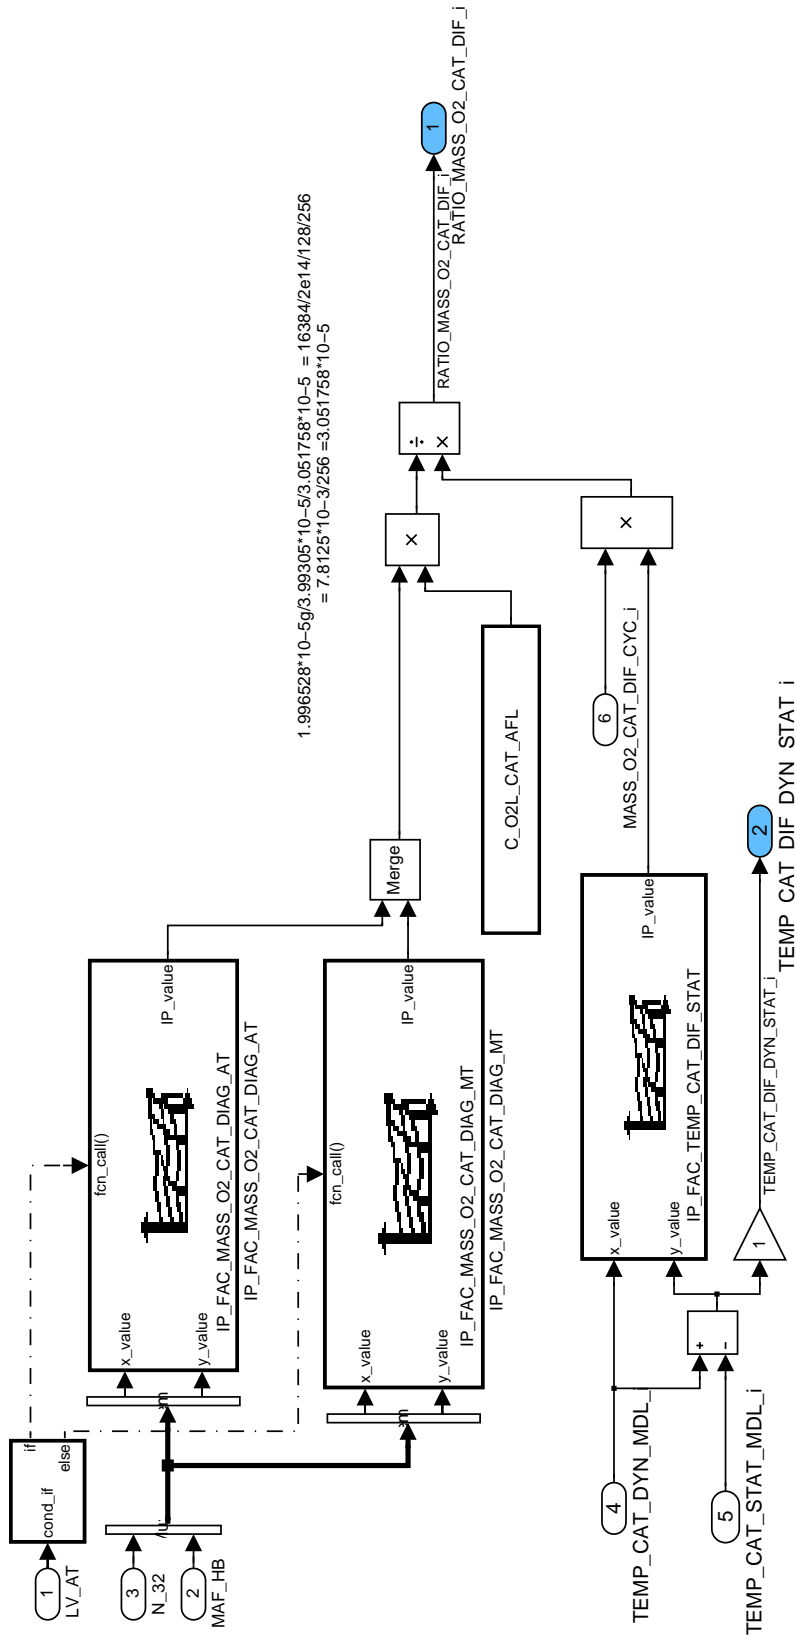 1
LV_AT
cond_if
if
else
3
N_32
2
MAF_HB
fcn_call()
x_value
y_value
IP_value
IP_FAC_MASS_O2_CAT_DIAG_AT
IP_FAC_MASS_O2_CAT_DIAG_AT
fcn_call()
x_value
y_value
IP_value
IP_FAC_MASS_O2_CAT_DIAG_MT
IP_FAC_MASS_O2_CAT_DIAG_MT
Merge
C_O2L_CAT_AFL
×
1.996528*10−5g/3.99305*10−5/3.051758*10−5 = 16384/2e14/128/256
= 7.8125*10−3/256 =3.051758*10−5
÷
×
RATIO_MASS_O2_CAT_DIF_i
1
RATIO_MASS_O2_CAT_DIF_i
6
MASS_O2_CAT_DIF_CYC_i
×
4
TEMP_CAT_DYN_MDL_i
5
TEMP_CAT_STAT_MDL_i
+
−
x_value
y_value
IP_value
IP_FAC_TEMP_CAT_DIF_STAT
1
TEMP_CAT_DIF_DYN_STAT_i
2
TEMP_CAT_DIF_DYN_STAT_i